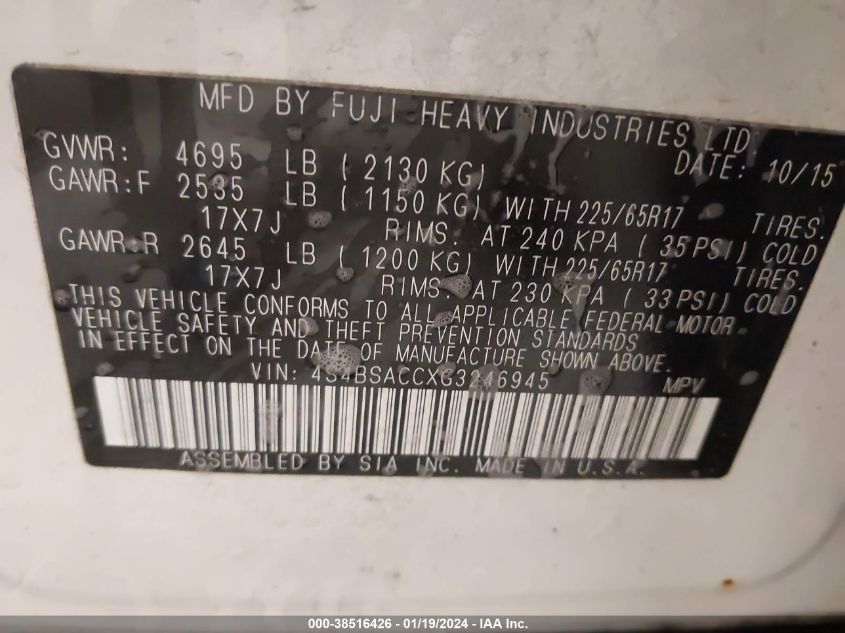 MFD BY FUJI HEAVY INDUSTRIES LTD.
DATE: 10/15
GVWR: 4695 LB ( 2130 KG)
GAWR:F 2535 LB ( 1150 KG) WITH 225/65R17 TIRES.
17X7J RIMS. AT 240 KPA ( 35 PSI) COLD
GAWR:R 2645 LB ( 1200 KG) WITH 225/65R17 TIRES.
17X7J RIMS. AT 230 KPA ( 33 PSI) COLD
THIS VEHICLE CONFORMS TO ALL APPLICABLE FEDERAL MOTOR
VEHICLE SAFETY AND THEFT PREVENTION STANDARDS
IN EFFECT ON THE DATE OF MANUFACTURE SHOWN ABOVE.
VIN: 4S4BSACCXG3246945 MPV
ASSEMBLED BY SIA INC. MADE IN U.S.A.
000-38516426 - 01/19/2024 - IAA Inc.